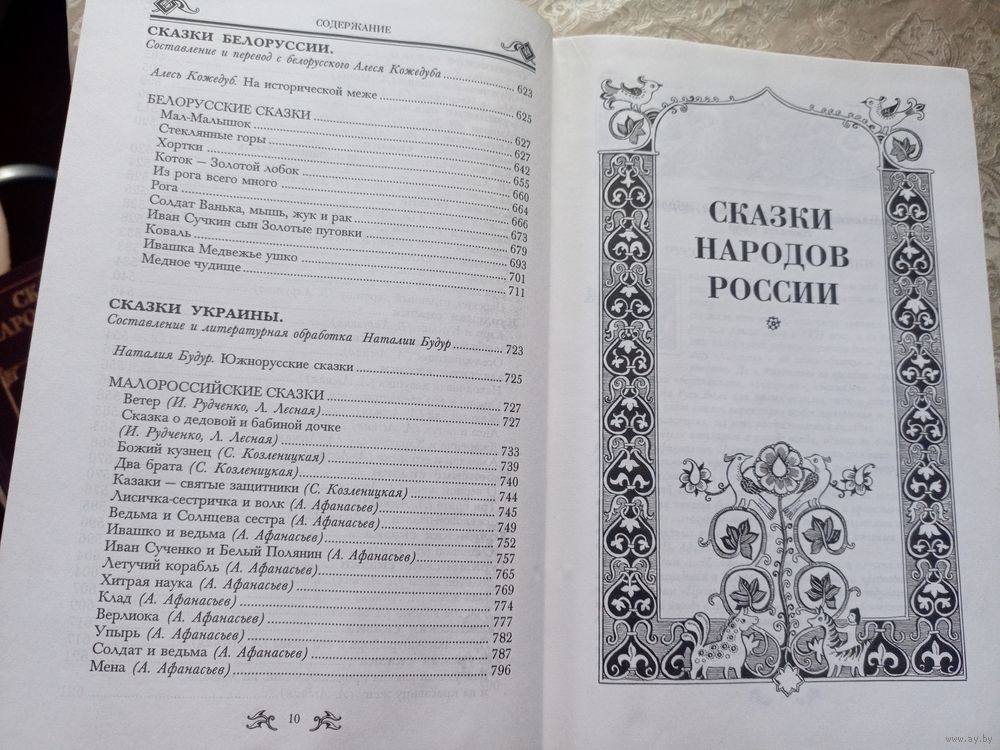 СОДЕРЖАНИЕ
СКАЗКИ БЕЛОРУССИИ.
Составление и перевод с белорусского Алеся Кожедуба 623
Алесь Кожедуб. На исторической меже 625
БЕЛОРУССКИЕ СКАЗКИ 627
Мал-Малышок 627
Стеклянные горы 642
Хортки 655
Коток — Золотой лобок 660
Из рога всего много 664
Рога 666
Солдат Ванька, мышь, жук и рак 673
Иван Сучкин сын Золотые пуговки 679
Коваль 693
Ивашка Медвежье ушко 701
Медное чудище 711
СКАЗКИ УКРАИНЫ.
Составление и литературная обработка Наталии Будур 723
Наталия Будур. Южнорусские сказки 725
МАЛОРОССИЙСКИЕ СКАЗКИ 727
Ветер (И. Рудченко, Л. Лесная) 727
Сказка о дедовой и бабиной дочке
(И. Рудченко, Л. Лесная) 733
Божий кузнец (С. Козленицкая) 739
Два брата (С. Козленицкая) 740
Казаки — святые защитники (С. Козленицкая) 744
Лисичка-сестричка и волк (А. Афанасьев) 745
Ведьма и Солнцева сестра (А. Афанасьев) 749
Ивашко и ведьма (А. Афанасьев) 752
Иван Сученко и Белый Полянин (А. Афанасьев) 757
Летучий корабль (А. Афанасьев) 765
Хитрая наука (А. Афанасьев) 769
Клад (А. Афанасьев) 774
Верлиока (А. Афанасьев) 777
Упырь (А. Афанасьев) 782
Солдат и ведьма (А. Афанасьев) 787
Мена (А. Афанасьев) 796
10
СКАЗКИ
НАРОДОВ
РОССИИ
www.ay.by